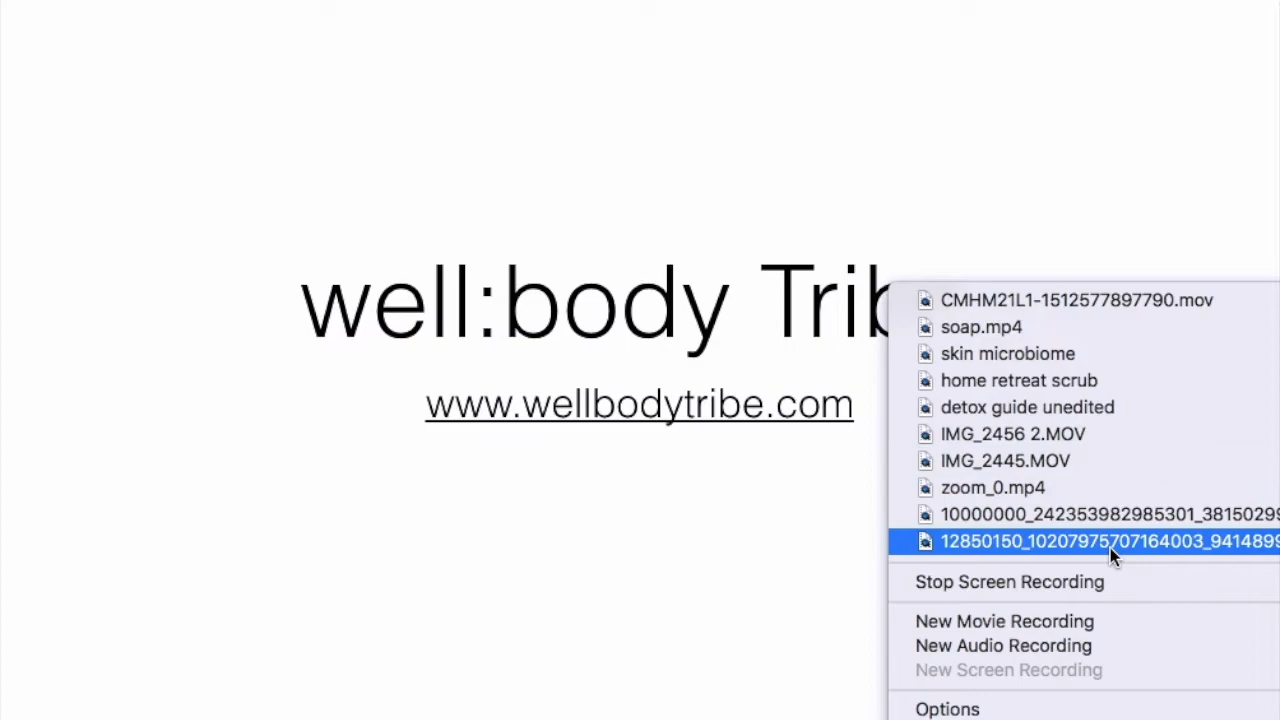 well:body Trib
www.wellbodytribe.com
CMHM21L1-1512577897790.mov
soap.mp4
skin microbiome
home retreat scrub
detox guide unedited
IMG_2456 2.MOV
IMG_2445.MOV
zoom_0.mp4
10000000_242353982985301_38150299
12850150_10207975707164003_9414899
Stop Screen Recording
New Movie Recording
New Audio Recording
New Screen Recording
Options